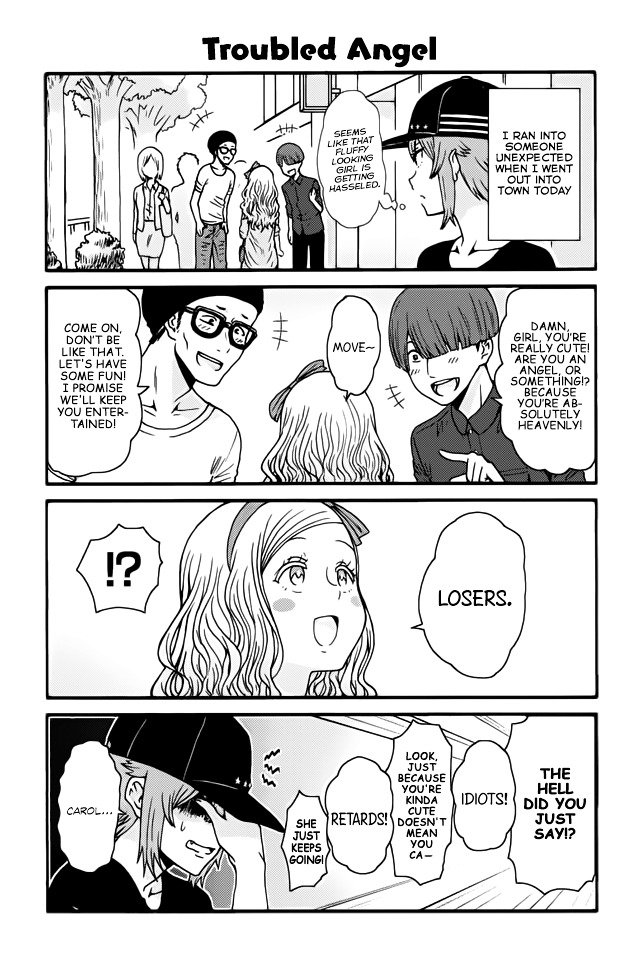 Troubled Angel
I RAN INTO
SOMEONE
UNEXPECTED
WHEN I WENT
OUT INTO
TOWN TODAY
SEEMS
LIKE THAT
FLUFFY
LOOKING
GIRL IS
GETTING
HASSELED.
DAMN,
GIRL, YOU'RE
REALLY CUTE!
ARE YOU AN
ANGEL, OR
SOMETHING!?
BECAUSE
YOU'RE AB-
SOLUTELY
HEAVENLY!
MOVE~
COME ON,
DON'T BE
LIKE THAT.
LET'S HAVE
SOME FUN!
I PROMISE
WE'LL KEEP
YOU ENTER-
TAINED!
LOSERS.
!?
THE
HELL
DID YOU
JUST
SAY!?
IDIOTS!
LOOK,
JUST
BECAUSE
YOU'RE
KINDA
CUTE
DOESN'T
MEAN
YOU
CA—
RETARDS!
SHE
JUST
KEEPS
GOING!
CAROL...